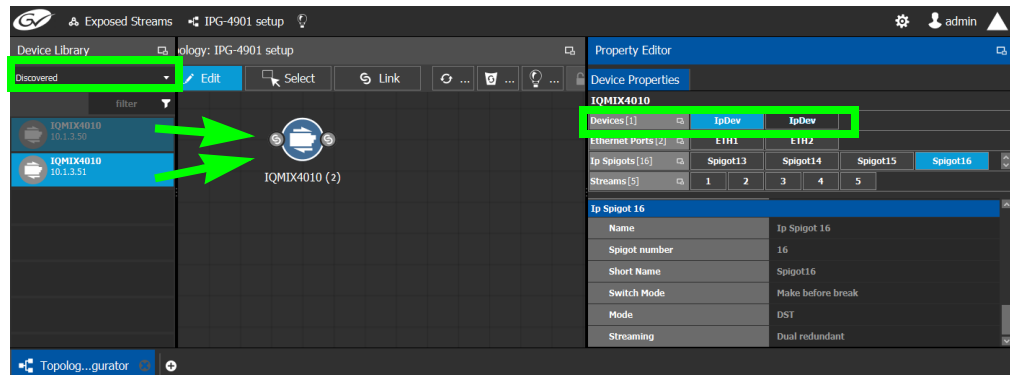 GV Exposed Streams IPG-4901 setup admin
Device Library
ology: IPG-4901 setup
Property Editor
Discovered
Edit Select Link ... ... ...
Device Properties
filter
IQMIX4010
Devices[1] IpDev IpDev
IQMIX4010
10.1.3.50
Ethernet Ports[2] ETH1 ETH2
IQMIX4010
10.1.3.51
Ip Spigots[16] Spigot13 Spigot14 Spigot15 Spigot16
IQMIX4010 (2)
Streams[5] 1 2 3 4 5
Ip Spigot 16
Name Ip Spigot 16
Spigot number 16
Short Name Spigot16
Switch Mode Make before break
Mode DST
Streaming Dual redundant
Topolog...gurator